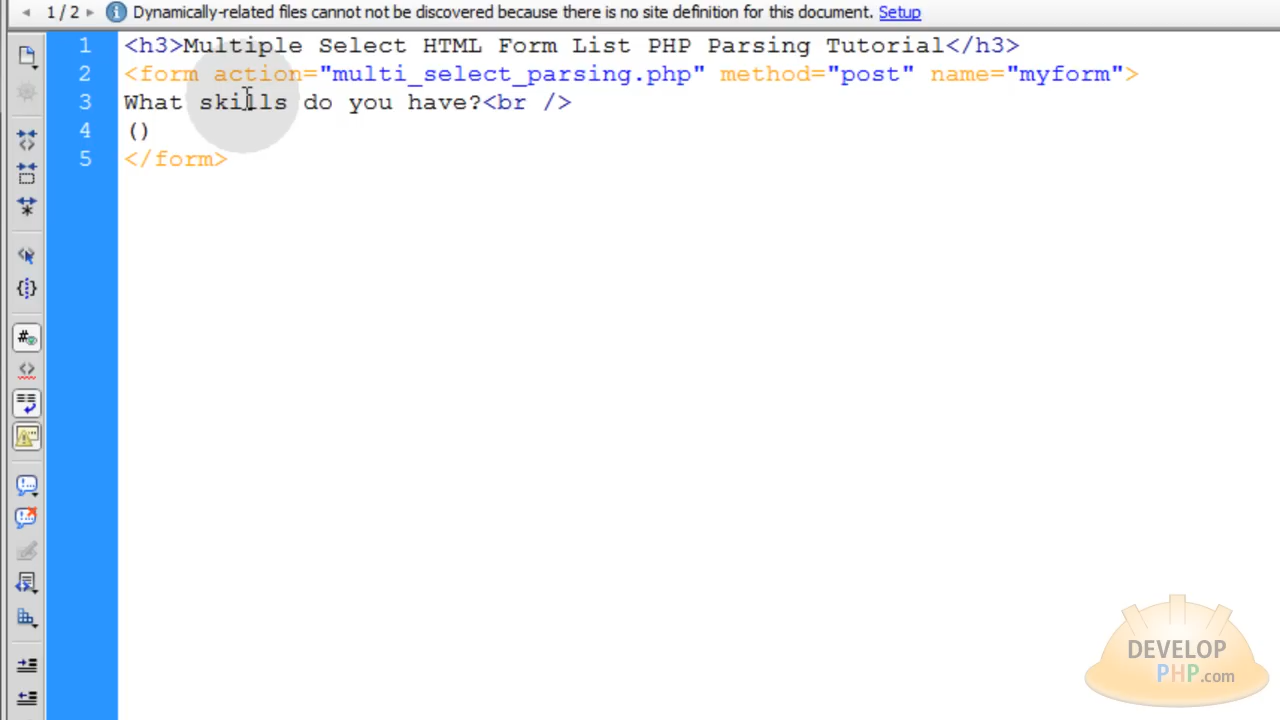 1 / 2 Dynamically-related files cannot not be discovered because there is no site definition for this document. Setup
1 <h3>Multiple Select HTML Form List PHP Parsing Tutorial</h3>
2 <form action="multi_select_parsing.php" method="post" name="myform">
3 What skills do you have?<br />
4 ()
5 </form>
DEVELOP
PHP.com